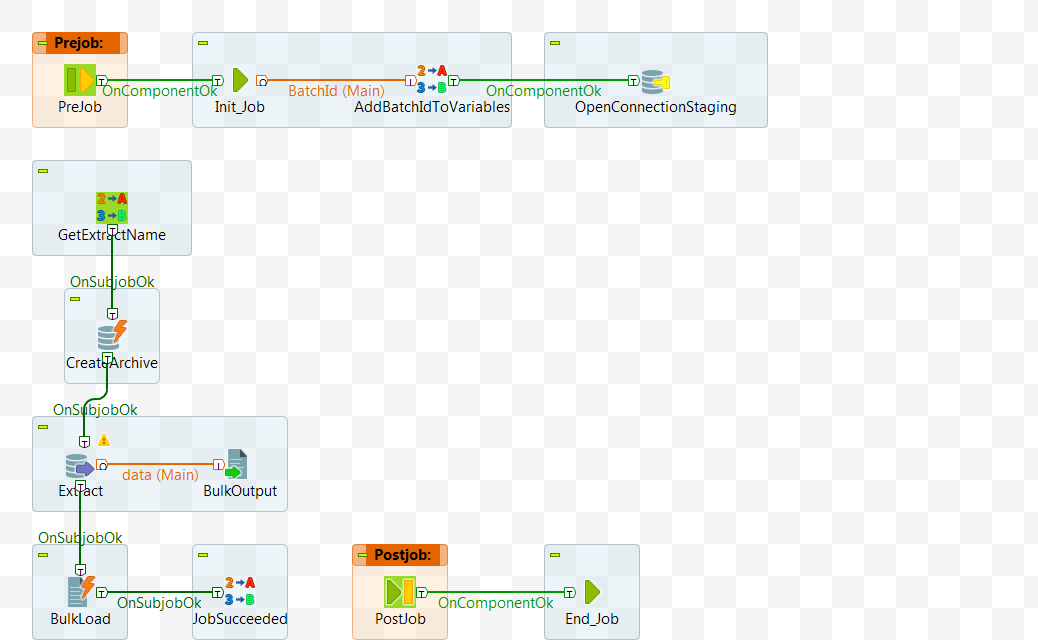 Prejob:
OnComponentOk
BatchId (Main)
OnComponentOk
PreJob
Init_Job
AddBatchIdToVariables
OpenConnectionStaging
GetExtractName
OnSubjobOk
CreateArchive
OnSubjobOk
data (Main)
Extract
BulkOutput
OnSubjobOk
Postjob:
OnSubjobOk
OnComponentOk
BulkLoad
JobSucceeded
PostJob
End_Job